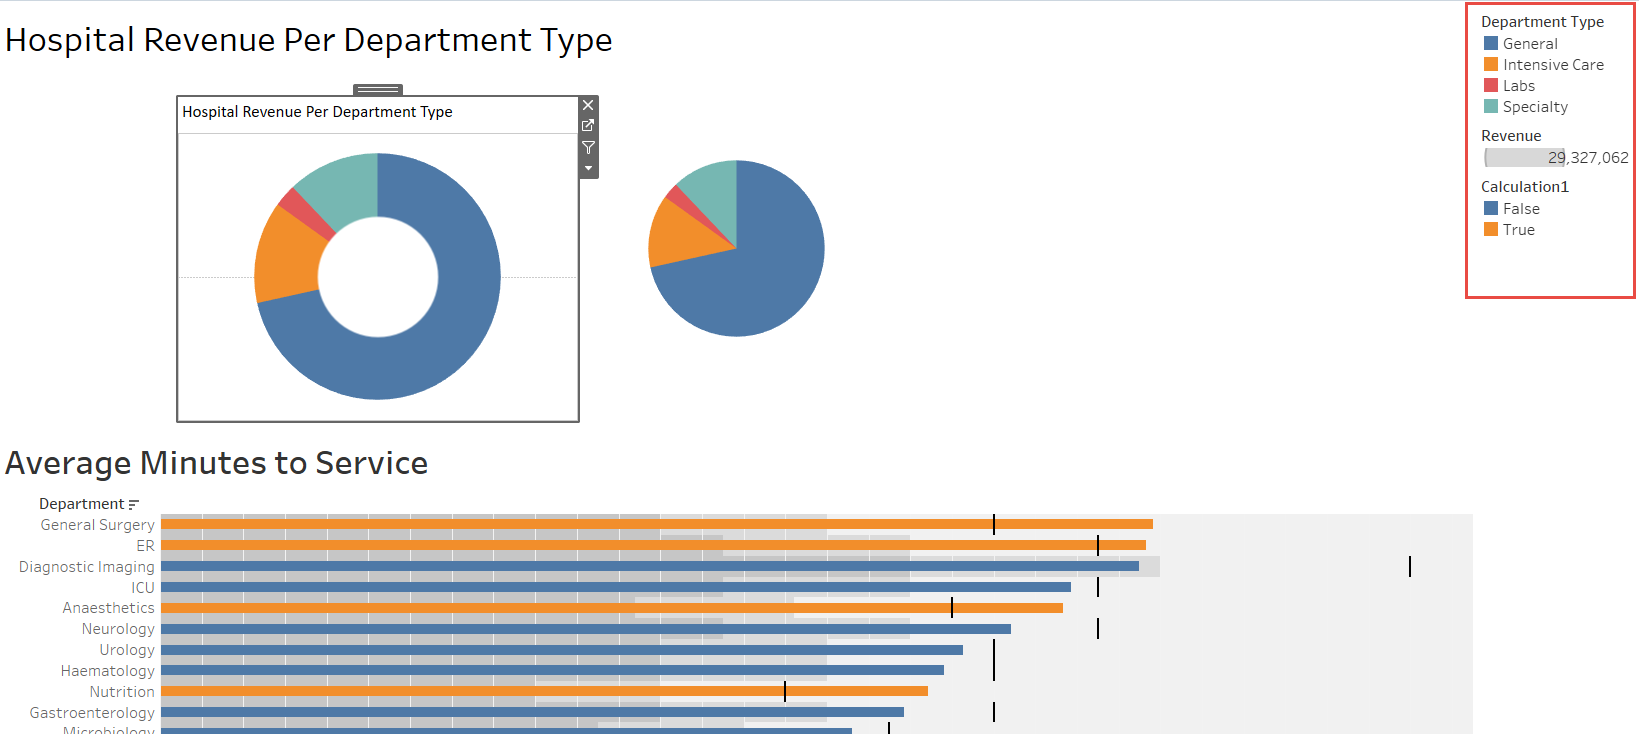 Hospital Revenue Per Department Type
Hospital Revenue Per Department Type
Department Type
General
Intensive Care
Labs
Specialty
Revenue
29,327,062
Calculation1
False
True
Average Minutes to Service
Department
General Surgery
ER
Diagnostic Imaging
ICU
Anaesthetics
Neurology
Urology
Haematology
Nutrition
Gastroenterology
Microbiology